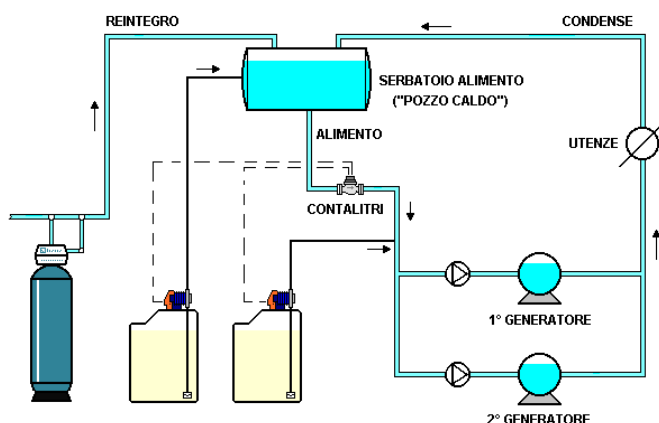 REINTEGRO
CONDENSE
SERBATOIO ALIMENTO
("POZZO CALDO")
ALIMENTO
UTENZE
CONTALITRI
1° GENERATORE
2° GENERATORE